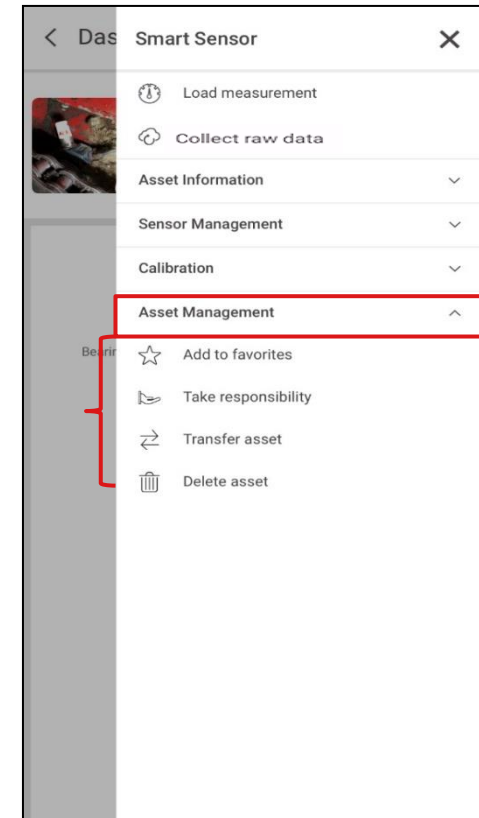 Das
Smart Sensor
Load measurement
Collect raw data
Asset Information
Sensor Management
Calibration
Asset Management
Add to favorites
Take responsibility
Transfer asset
Delete asset